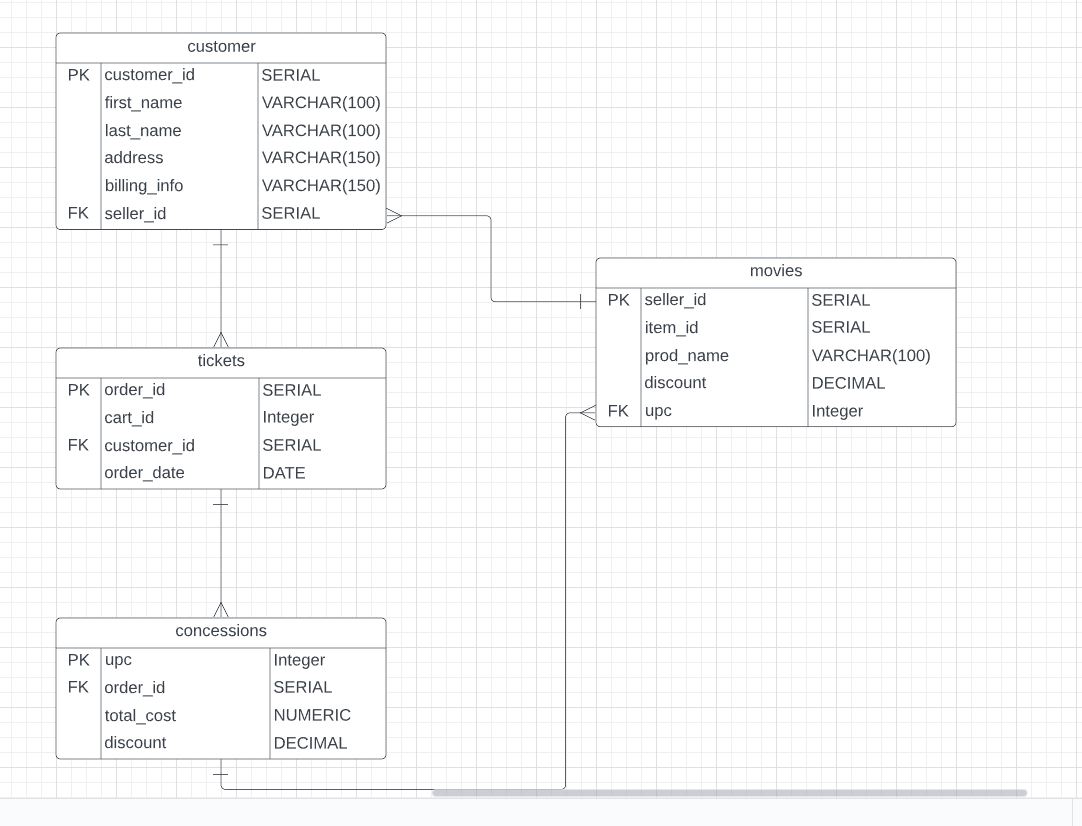 customer
PK customer_id SERIAL
first_name VARCHAR(100)
last_name VARCHAR(100)
address VARCHAR(150)
billing_info VARCHAR(150)
FK seller_id SERIAL
movies
PK seller_id SERIAL
item_id SERIAL
prod_name VARCHAR(100)
discount DECIMAL
FK upc Integer
tickets
PK order_id SERIAL
cart_id Integer
FK customer_id SERIAL
order_date DATE
concessions
PK upc Integer
FK order_id SERIAL
total_cost NUMERIC
discount DECIMAL